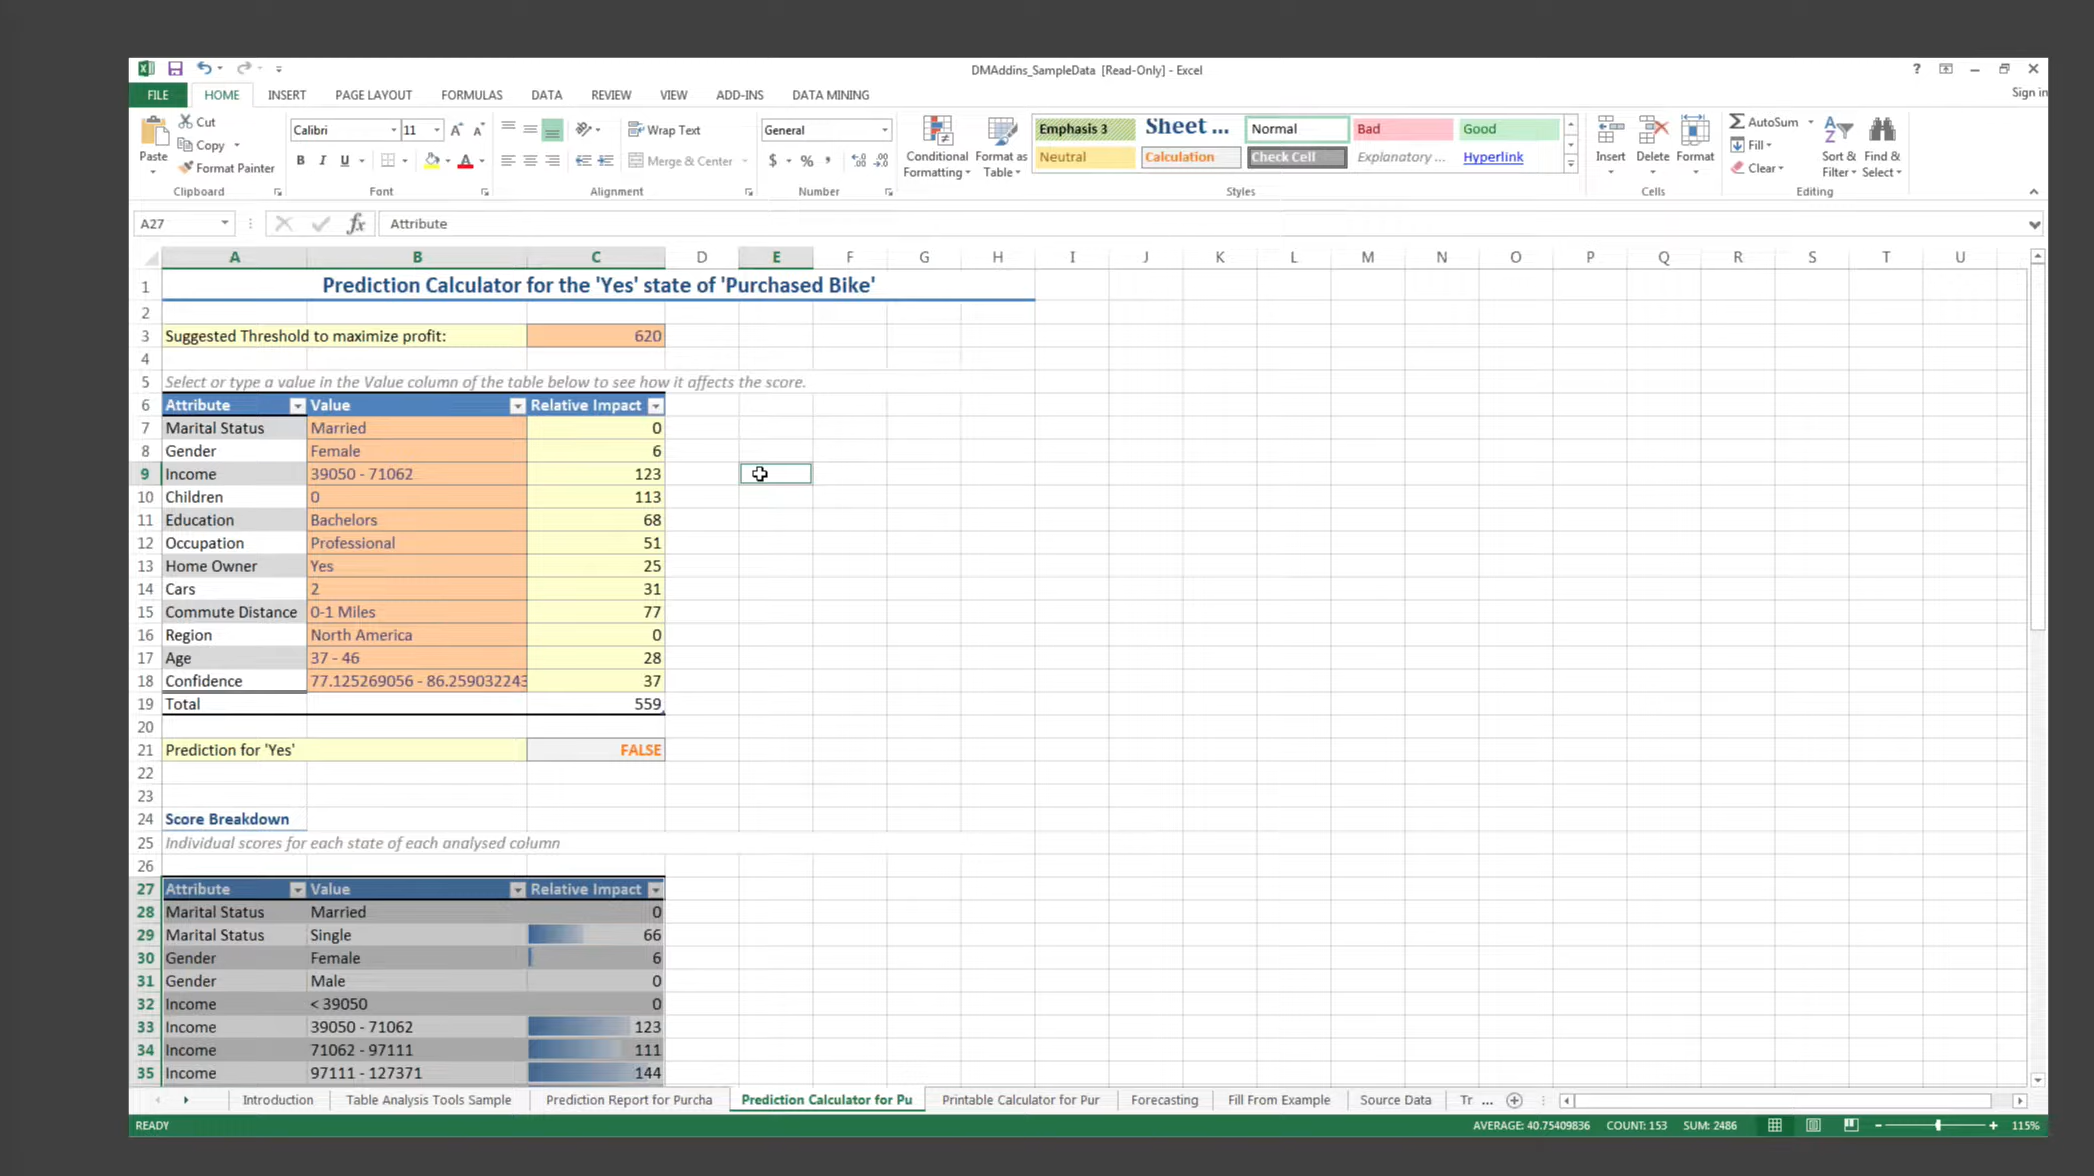 DMAddins_SampleData [Read-Only] - Excel
?
Sign in
FILE HOME INSERT PAGE LAYOUT FORMULAS DATA REVIEW VIEW ADD-INS DATA MINING
Paste
Cut
Copy
Format Painter
Clipboard
Calibri 11
B I U
Font
Wrap Text
Merge & Center
Alignment
General
$ % ,
Number
Conditional Formatting
Format as Table
Emphasis 3 Sheet ... Normal Bad Good
Neutral Calculation Check Cell Explanatory ... Hyperlink
Styles
Insert Delete Format
Cells
AutoSum
Fill
Clear
Sort & Filter
Find & Select
Editing
A27 fx Attribute
A B C D E F G H I J K L M N O P Q R S T U
1 Prediction Calculator for the 'Yes' state of 'Purchased Bike'
2
3 Suggested Threshold to maximize profit: 620
4
5 Select or type a value in the Value column of the table below to see how it affects the score.
6 Attribute Value Relative Impact
7 Marital Status Married 0
8 Gender Female 6
9 Income 39050 - 71062 123
10 Children 0 113
11 Education Bachelors 68
12 Occupation Professional 51
13 Home Owner Yes 25
14 Cars 2 31
15 Commute Distance 0-1 Miles 77
16 Region North America 0
17 Age 37 - 46 28
18 Confidence 77.125269056 - 86.259032243 37
19 Total 559
20
21 Prediction for 'Yes' FALSE
22
23
24 Score Breakdown
25 Individual scores for each state of each analysed column
26
27 Attribute Value Relative Impact
28 Marital Status Married 0
29 Marital Status Single 66
30 Gender Female 6
31 Gender Male 0
32 Income < 39050 0
33 Income 39050 - 71062 123
34 Income 71062 - 97111 111
35 Income 97111 - 127371 144
Introduction Table Analysis Tools Sample Prediction Report for Purcha Prediction Calculator for Pu Printable Calculator for Pur Forecasting Fill From Example Source Data Tr ...
READY AVERAGE: 40.75409836 COUNT: 153 SUM: 2486 115%